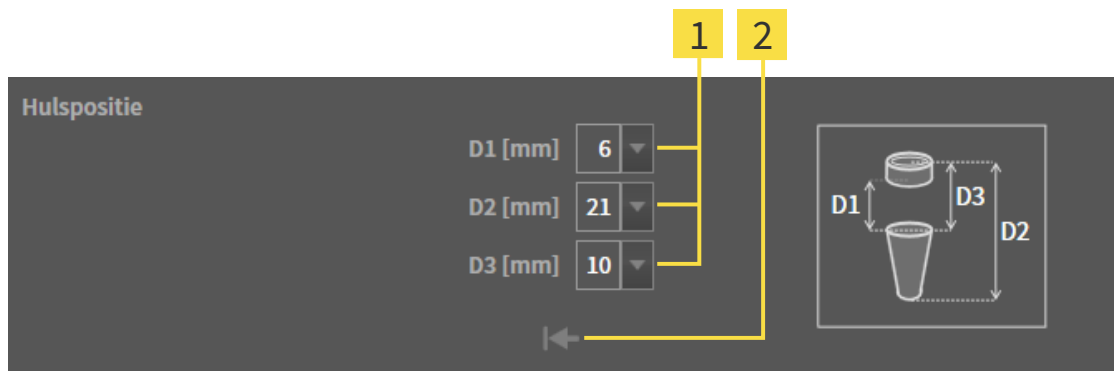 1 2
Hulspositie
D1 [mm] 6
D2 [mm] 21
D3 [mm] 10
D1 D3
D2